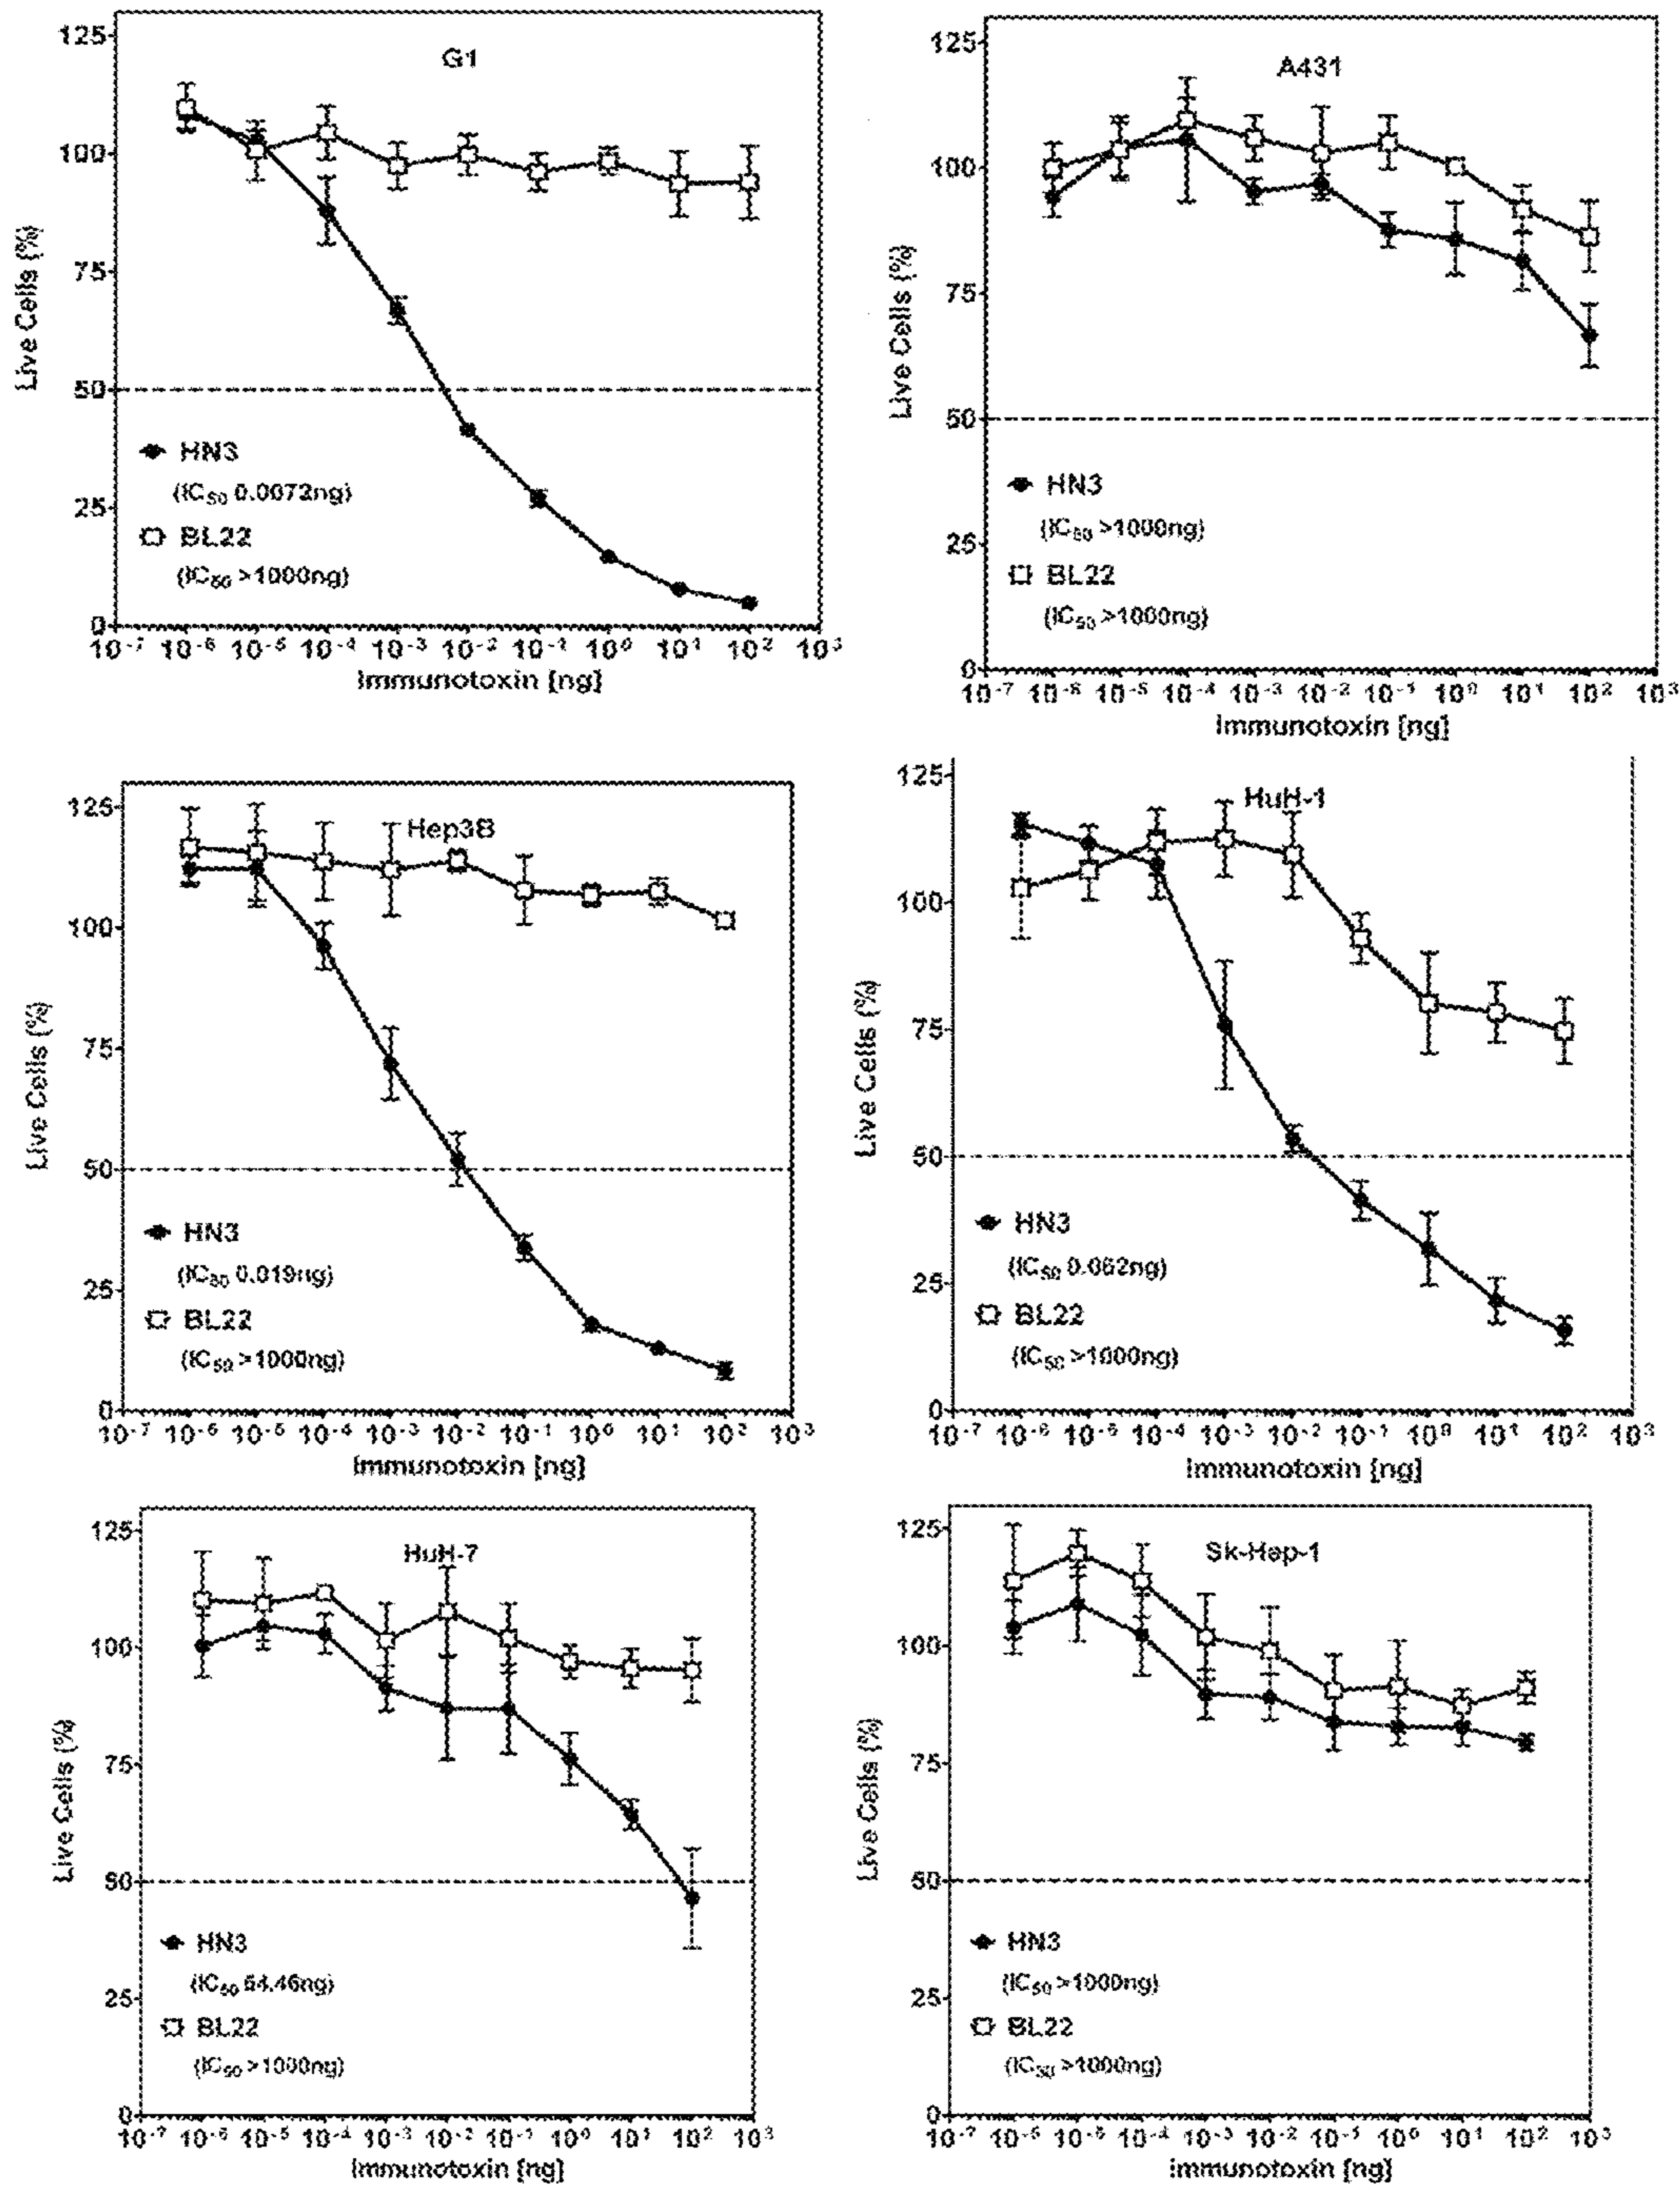 G1
125
100
75
50
25
0
Live Cells (%)
HN3
(IC50 0.0072ng)
BL22
(IC50 >1000ng)
10-7 10-6 10-5 10-4 10-3 10-2 10-1 100 101 102 103
Immunotoxin [ng]
A431
125
100
75
50
25
0
Live Cells (%)
HN3
(IC50 >1000ng)
BL22
(IC50 >1000ng)
10-7 10-6 10-5 10-4 10-3 10-2 10-1 100 101 102 103
Immunotoxin [ng]
Hep3B
125
100
75
50
25
0
Live Cells (%)
HN3
(IC50 0.019ng)
BL22
(IC50 >1000ng)
10-7 10-6 10-5 10-4 10-3 10-2 10-1 100 101 102 103
Immunotoxin [ng]
HuH-1
125
100
75
50
25
0
Live Cells (%)
HN3
(IC50 0.062ng)
BL22
(IC50 >1000ng)
10-7 10-6 10-5 10-4 10-3 10-2 10-1 100 101 102 103
Immunotoxin [ng]
HuH-7
125
100
75
50
25
0
Live Cells (%)
HN3
BL22
(IC50 >1000ng)
10-7 10-6 10-5 10-4 10-3 10-2 10-1 100 101 102 103
Immunotoxin [ng]
Sk-Hep-1
125
100
75
50
25
0
Live Cells (%)
HN3
(IC50 >1000ng)
BL22
(IC50 >1000ng)
10-7 10-6 10-5 10-4 10-3 10-2 10-1 100 101 102 103
Immunotoxin [ng]